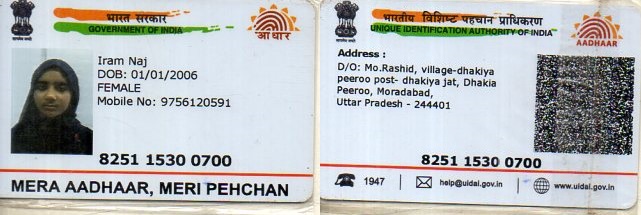 भारत सरकार
GOVERNMENT OF INDIA
आधार
Iram Naj
DOB: 01/01/2006
FEMALE
Mobile No: 9756120591
8251 1530 0700
MERA AADHAAR, MERI PEHCHAN
भारतीय विशिष्ट पहचान प्राधिकरण
UNIQUE IDENTIFICATION AUTHORITY OF INDIA
AADHAAR
Address :
D/O: Mo.Rashid, village-dhakiya
peeroo post- dhakiya jat, Dhakia
Peeroo, Moradabad,
Uttar Pradesh - 244401
8251 1530 0700
1947
help@uidai.gov.in
www.uidai.gov.in